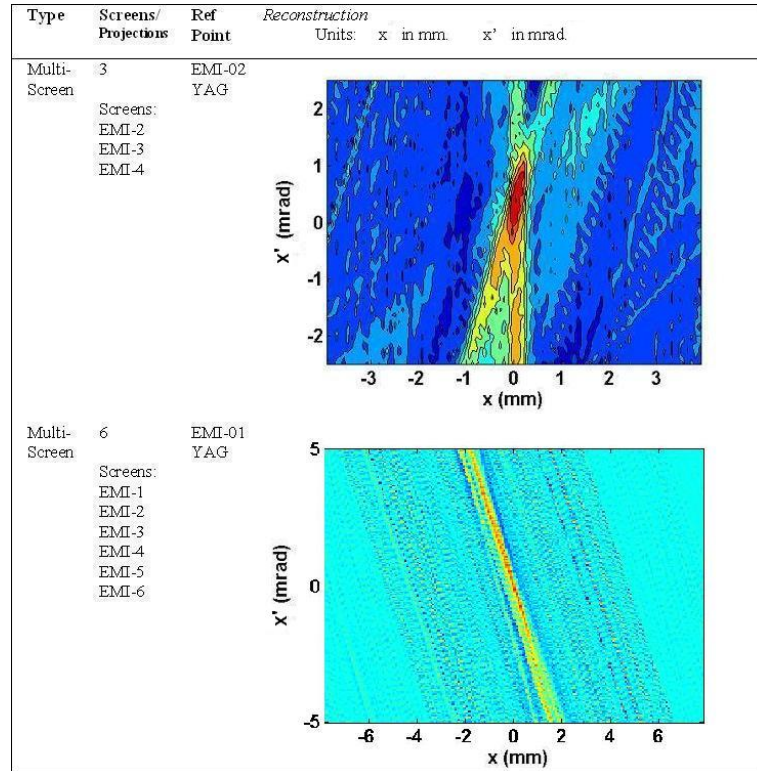 Type Screens/ Ref Reconstruction
Projections Point Units: x in mm. x' in mrad.
Multi- 3 EMI-02
Screen YAG
Screens:
EMI-2
EMI-3
EMI-4
2
1
0
-1
-2
x' (mrad)
-3 -2 -1 0 1 2 3
x (mm)
Multi- 6 EMI-01
Screen YAG
Screens:
EMI-1
EMI-2
EMI-3
EMI-4
EMI-5
EMI-6
5
0
-5
x' (mrad)
-6 -4 -2 0 2 4 6
x (mm)